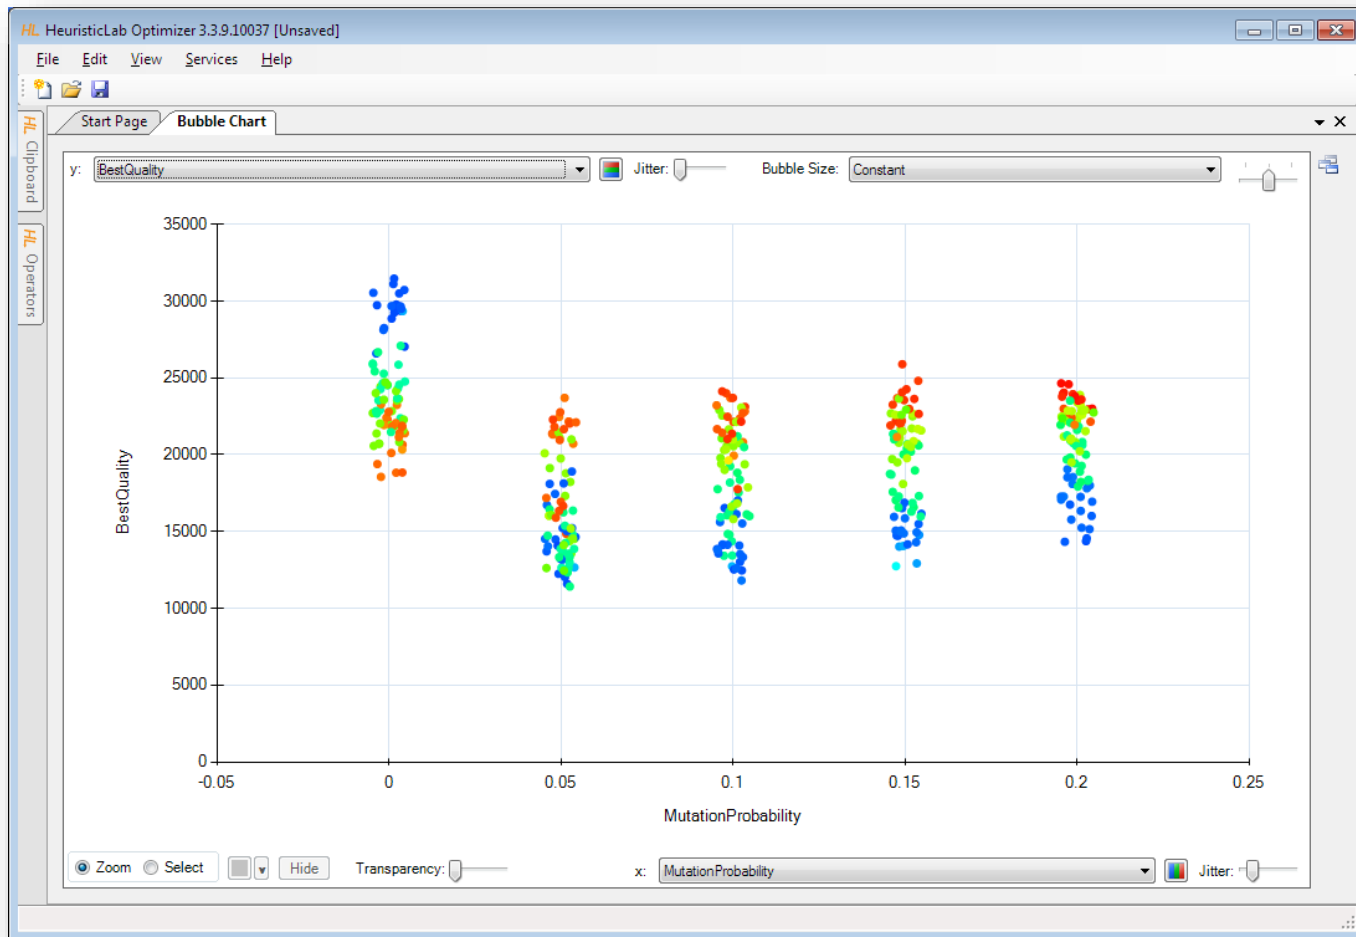 HL HeuristicLab Optimizer 3.3.9.10037 [Unsaved]
File Edit View Services Help
Start Page Bubble Chart
HL Clipboard
HL Operators
y: BestQuality Jitter: Bubble Size: Constant
35000
30000
25000
20000
15000
10000
5000
0
BestQuality
-0.05 0 0.05 0.1 0.15 0.2 0.25
MutationProbability
Zoom Select Hide Transparency: x: MutationProbability Jitter: